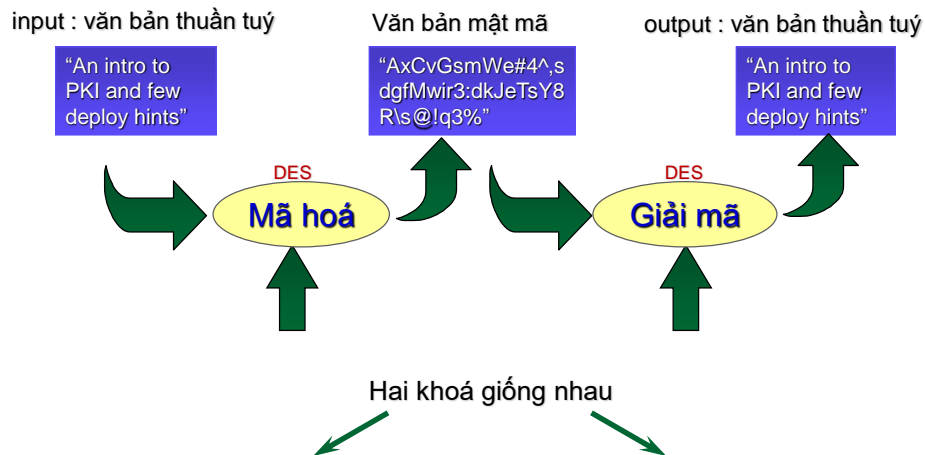 input : văn bản thuần tuý
Văn bản mật mã
output : văn bản thuần tuý
“An intro to
PKI and few
deploy hints”
“AxCvGsmWe#4^,s
dgfMwir3:dkJeTsY8
R\s@!q3%”
“An intro to
PKI and few
deploy hints”
DES
Mã hoá
DES
Giải mã
Hai khoá giống nhau